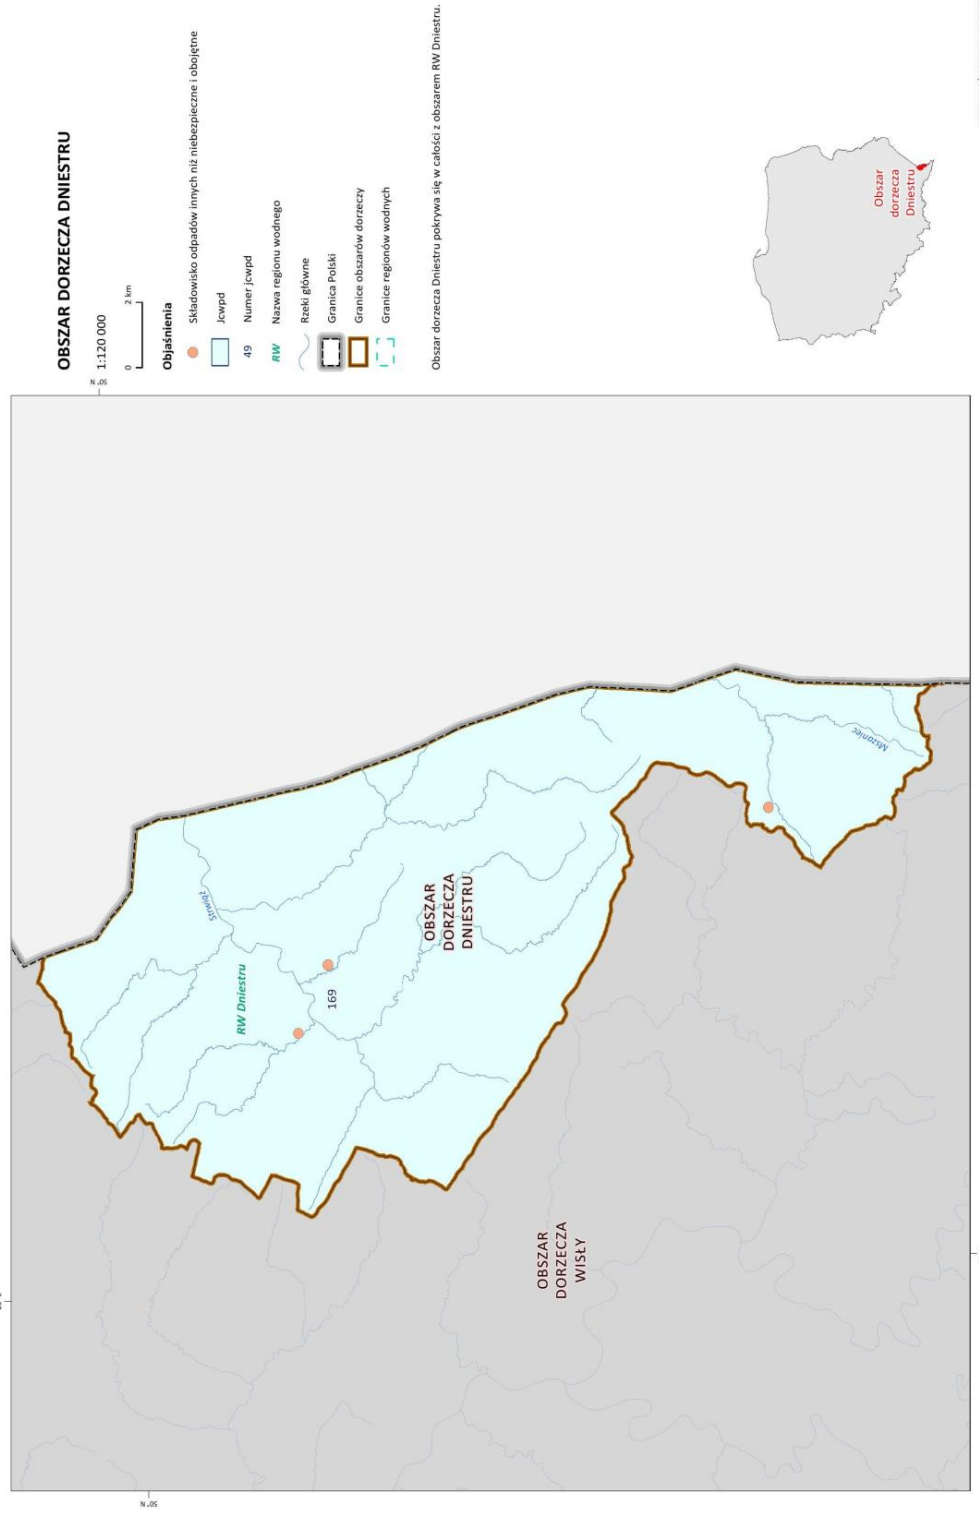 OBSZAR DORZECZA DNIESTRU
1:120 000
0 2 km
Objaśnienia
Składowisko odpadów innych niż niebezpieczne i obojętne
Jcwpd
49 Numer jcwpd
RW Nazwa regionu wodnego
Rzeki główne
Granica Polski
Granice obszarów dorzeczy
Granice regionów wodnych
Obszar dorzecza Dniestru pokrywa się w całości z obszarem RW Dniestru.
Obszar
dorzecza
Dniestru
50°N
50°N
Strwiąż
RW Dniestru
169
OBSZAR
DORZECZA
DNIESTRU
Mszaniec
OBSZAR
DORZECZA
WISŁY